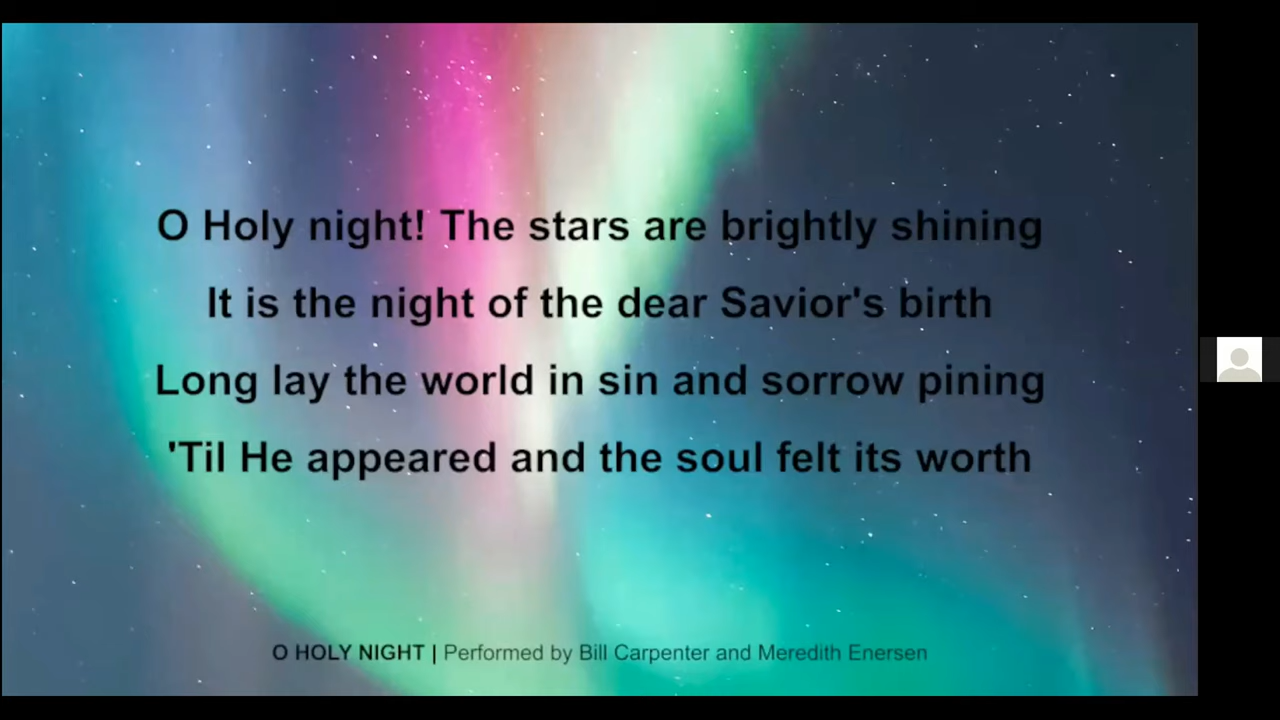 O Holy night! The stars are brightly shining
It is the night of the dear Savior's birth
Long lay the world in sin and sorrow pining
'Til He appeared and the soul felt its worth
O HOLY NIGHT | Performed by Bill Carpenter and Meredith Enersen